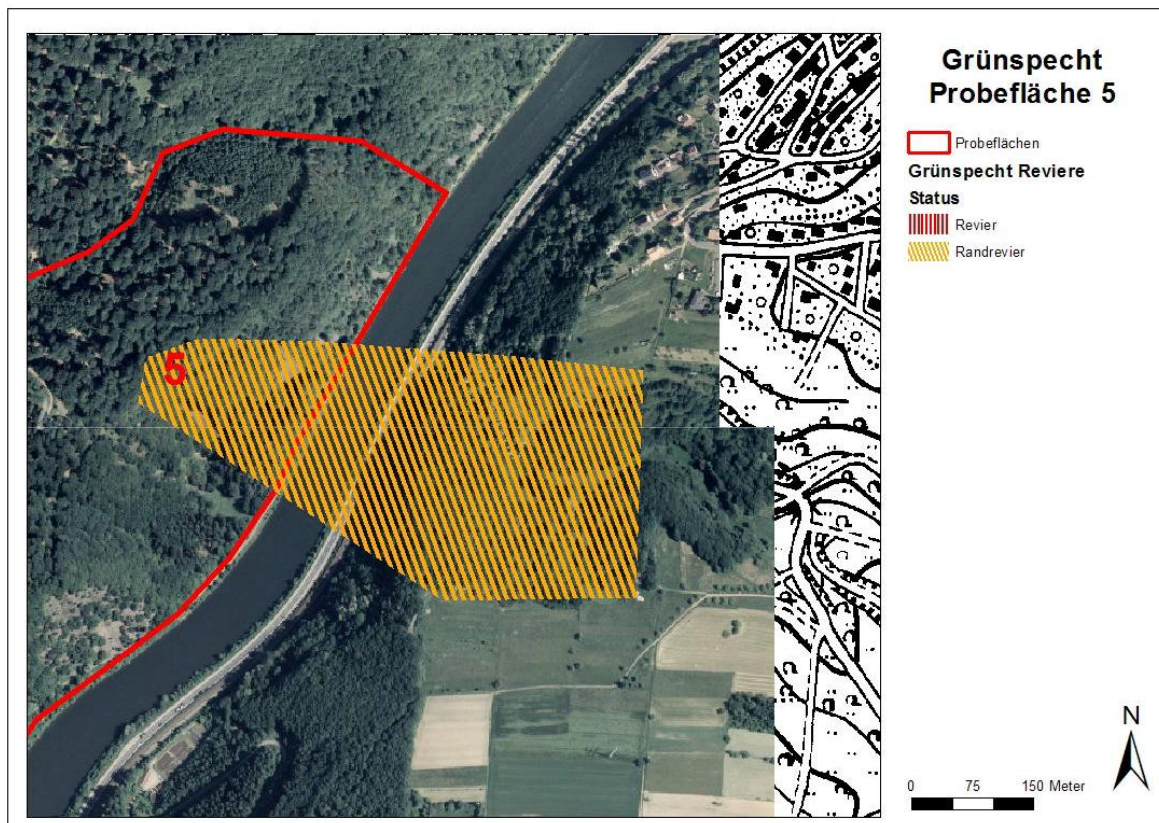 Grünspecht
Probefläche 5
Probeflächen
Grünspecht Reviere
Status
Revier
Randrevier
5
N
0 75 150 Meter